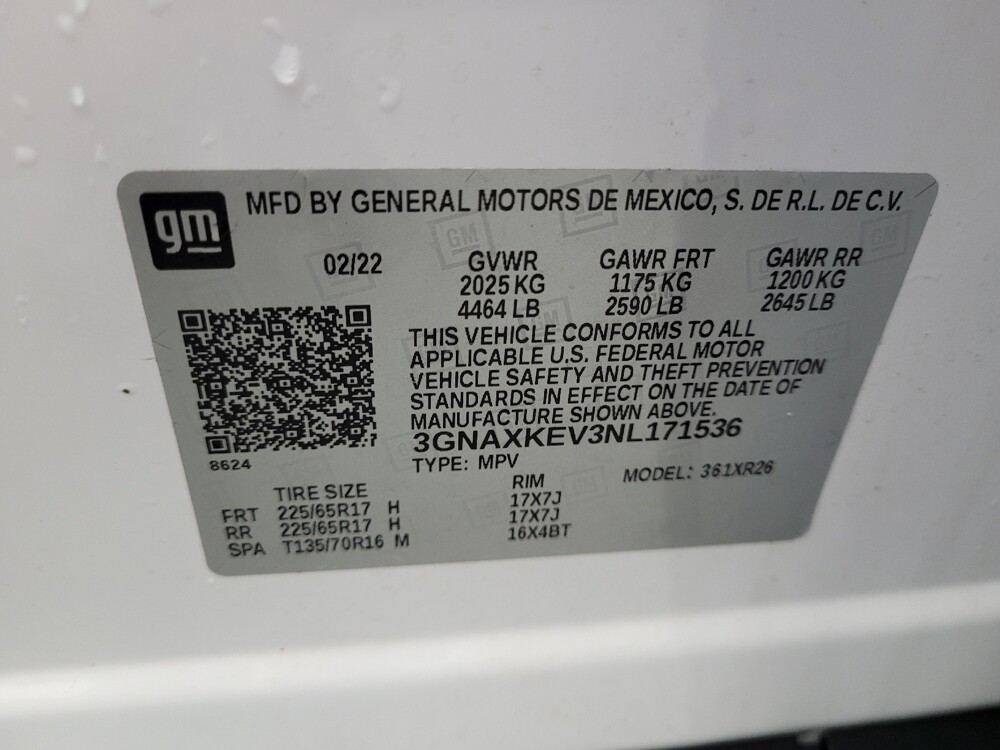 gm
MFD BY GENERAL MOTORS DE MEXICO, S. DE R.L. DE C.V.
02/22 GVWR GAWR FRT GAWR RR
2025 KG 1175 KG 1200 KG
4464 LB 2590 LB 2645 LB
THIS VEHICLE CONFORMS TO ALL
APPLICABLE U.S. FEDERAL MOTOR
VEHICLE SAFETY AND THEFT PREVENTION
STANDARDS IN EFFECT ON THE DATE OF
MANUFACTURE SHOWN ABOVE.
3GNAXKEV3NL171536
8624
TYPE: MPV MODEL: 361XR26
TIRE SIZE RIM
FRT 225/65R17 H 17X7J
RR 225/65R17 H 17X7J
SPA T135/70R16 M 16X4BT